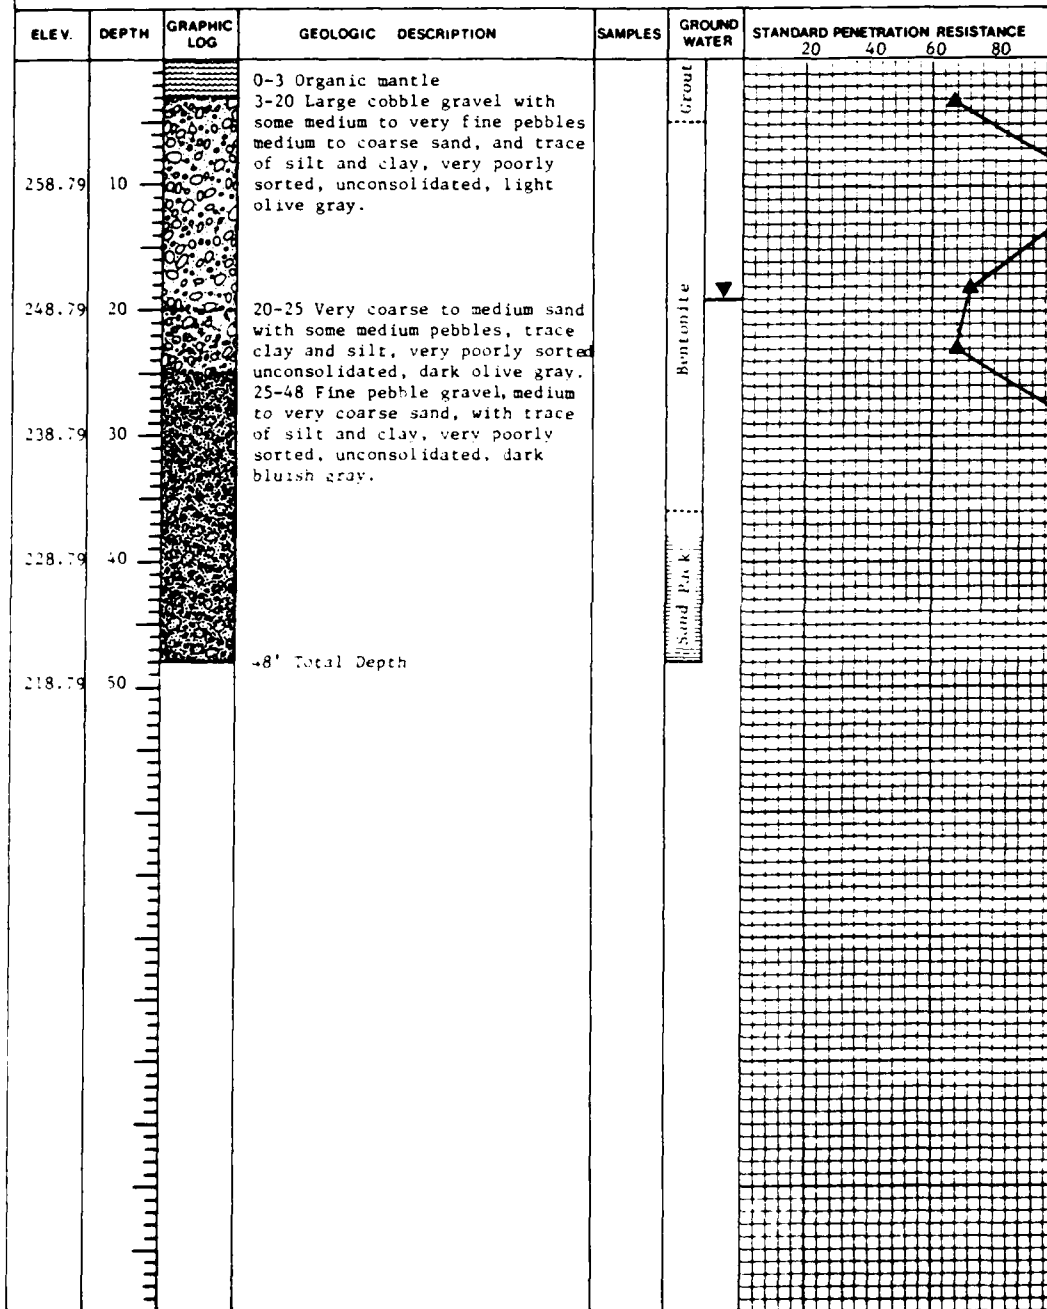 ELEV. DEPTH GRAPHIC LOG GEOLOGIC DESCRIPTION SAMPLES GROUND WATER STANDARD PENETRATION RESISTANCE
20 40 60 80
0-3 Organic mantle
3-20 Large cobble gravel with
some medium to very fine pebbles
medium to coarse sand, and trace
of silt and clay, very poorly
sorted, unconsolidated, light
olive gray.
258.79 10
248.79 20
20-25 Very coarse to medium sand
with some medium pebbles, trace
clay and silt, very poorly sorted
unconsolidated, dark olive gray.
25-48 Fine pebble gravel, medium
to very coarse sand, with trace
of silt and clay, very poorly
sorted, unconsolidated, dark
bluish gray.
238.79 30
228.79 40
48' Total Depth
218.79 50
Grout
Bentonite
Sand Pack